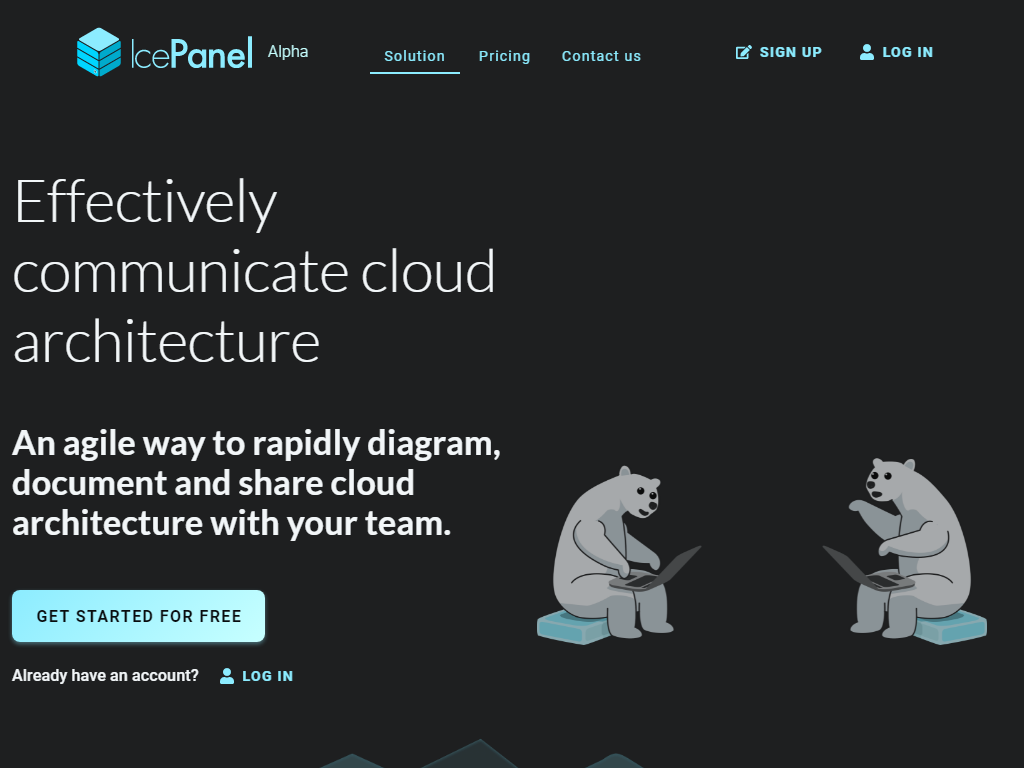 IcePanel Alpha
Solution Pricing Contact us
SIGN UP LOG IN
Effectively
communicate cloud
architecture
An agile way to rapidly diagram,
document and share cloud
architecture with your team.
GET STARTED FOR FREE
Already have an account? LOG IN